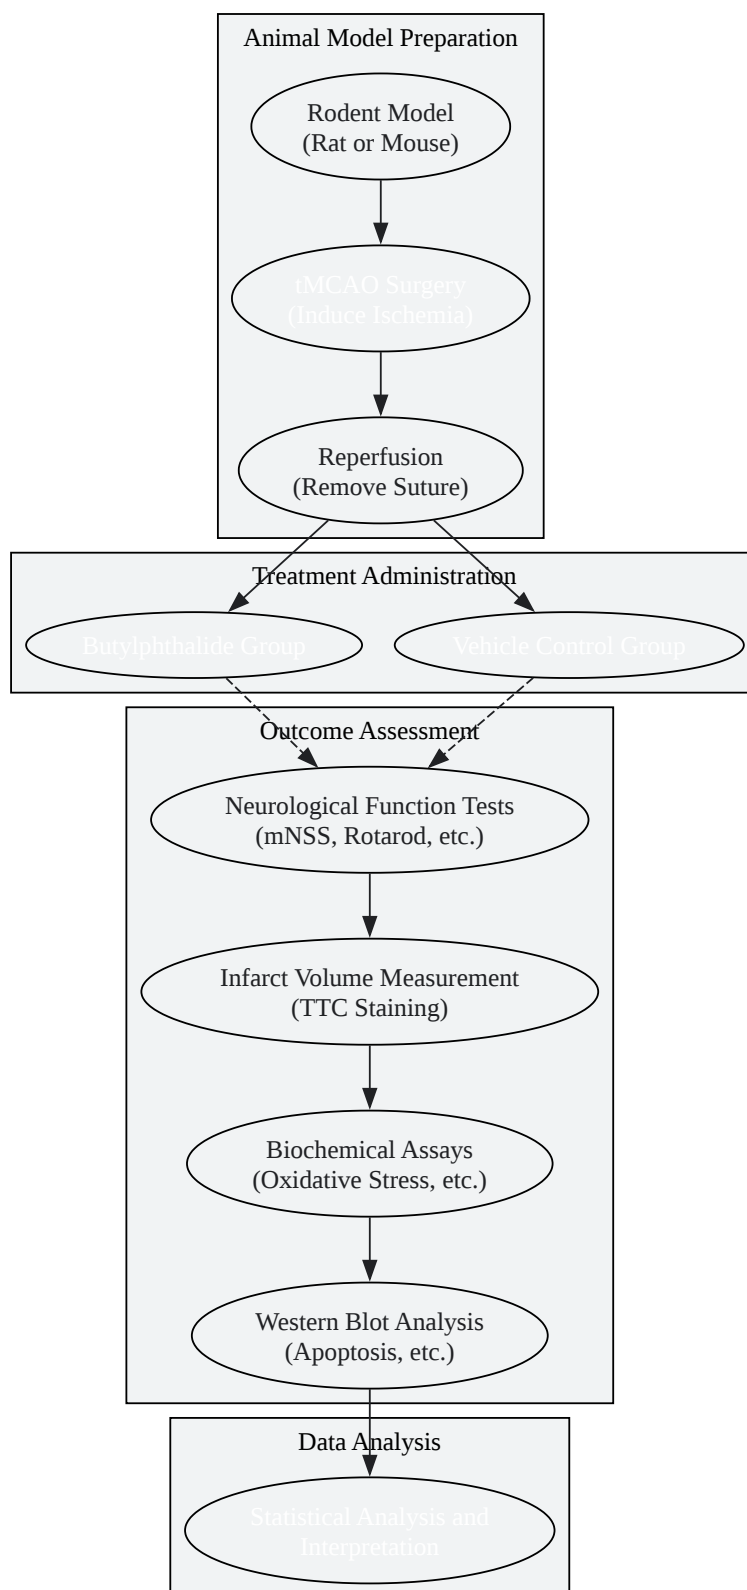 Animal Model Preparation
Rodent Model
(Rat or Mouse)
tMCAO Surgery
(Induce Ischemia)
Reperfusion
(Remove Suture)
Treatment Administration
Butylphthalide Group
Vehicle Control Group
Outcome Assessment
Neurological Function Tests
(mNSS, Rotarod, etc.)
Infarct Volume Measurement
(TTC Staining)
Biochemical Assays
(Oxidative Stress, etc.)
Western Blot Analysis
(Apoptosis, etc.)
Data Analysis
Statistical Analysis and
Interpretation